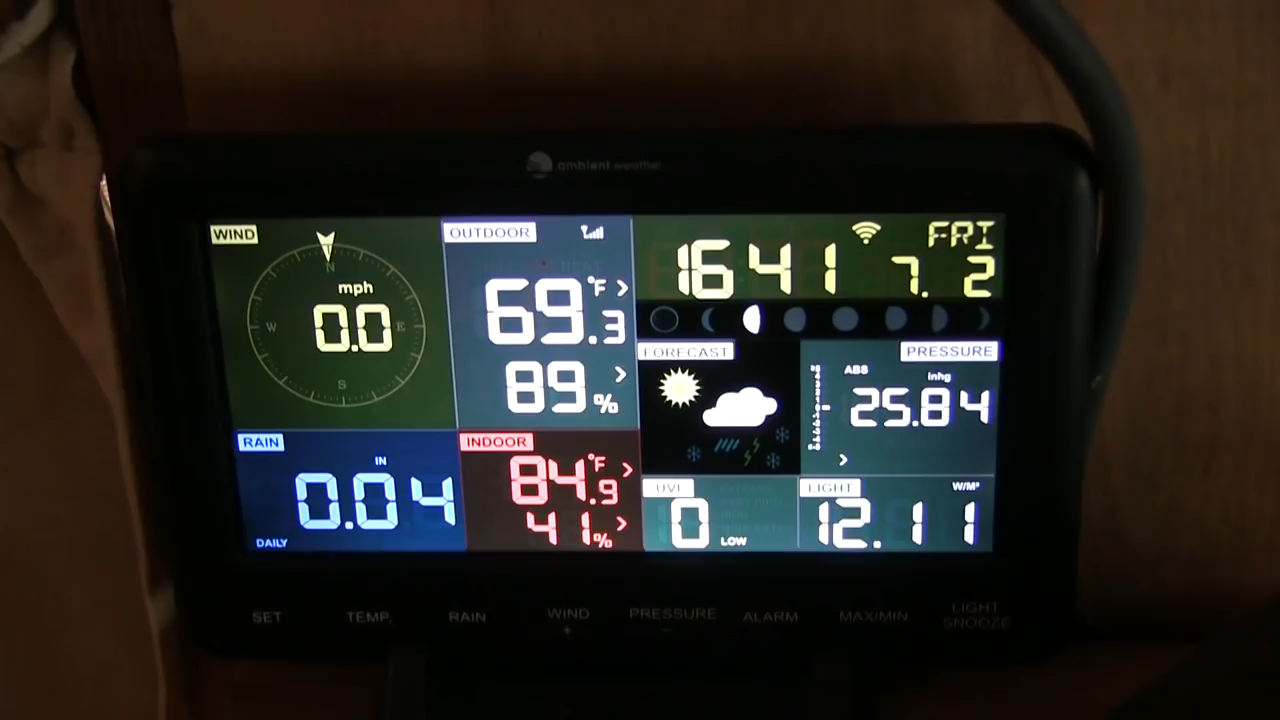 ambient weather
WIND
N
W
E
S
mph
0.0
OUTDOOR
69.3 °F
89 %
16 41
FRI
7. 2
FORECAST
PRESSURE
ABS
inhg
25.84
RAIN
IN
0.04
DAILY
INDOOR
84.9 °F
41 %
UVI
0
LOW
LIGHT
W/M²
12.11
SET TEMP. RAIN WIND + PRESSURE − ALARM MAX/MIN LIGHT SNOOZE